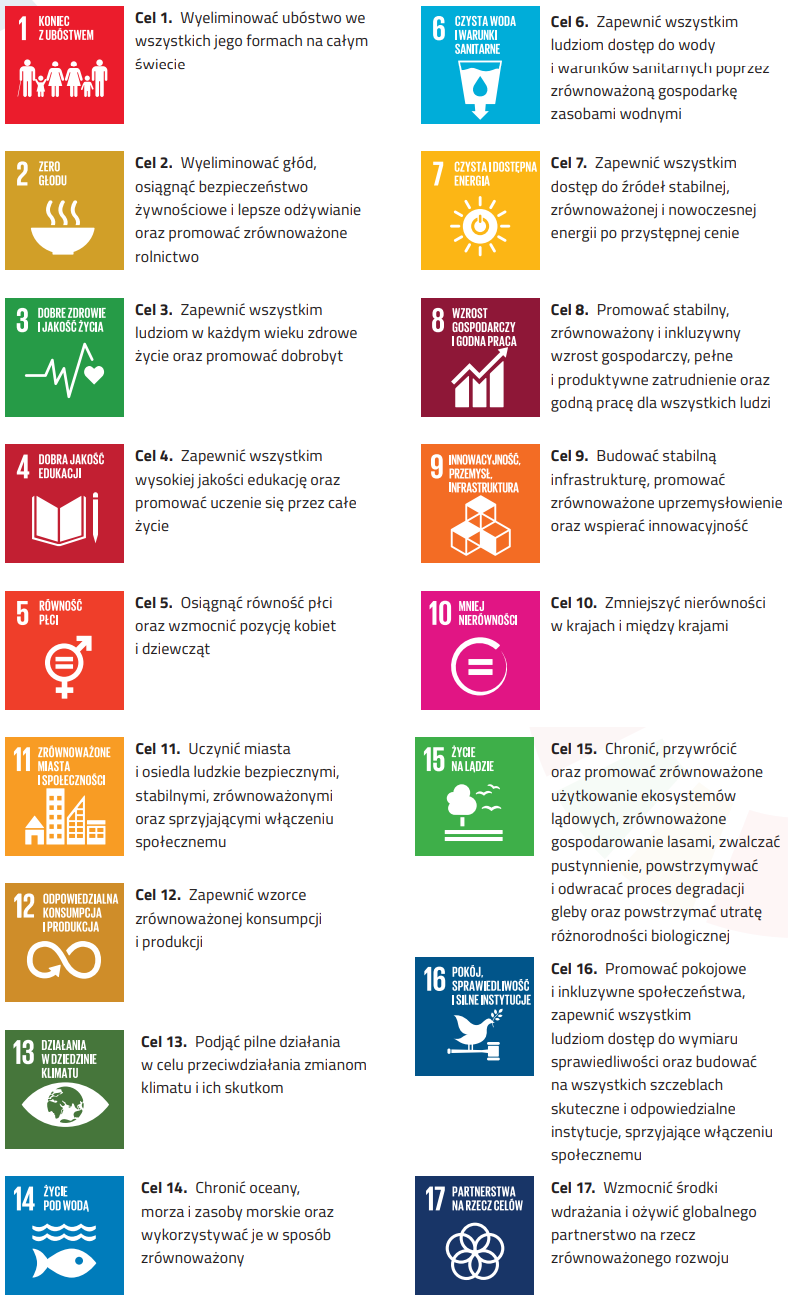 1 KONIEC
Z UBÓSTWEM
Cel 1. Wyeliminować ubóstwo we
wszystkich jego formach na całym
świecie
2 ZERO
GŁODU
Cel 2. Wyeliminować głód,
osiągnąć bezpieczeństwo
żywnościowe i lepsze odżywianie
oraz promować zrównoważone
rolnictwo
3 DOBRE ZDROWIE
I JAKOŚĆ ŻYCIA
Cel 3. Zapewnić wszystkim
ludziom w każdym wieku zdrowe
życie oraz promować dobrobyt
4 DOBRA JAKOŚĆ
EDUKACJI
Cel 4. Zapewnić wszystkim
wysokiej jakości edukację oraz
promować uczenie się przez całe
życie
5 RÓWNOŚĆ
PŁCI
Cel 5. Osiągnąć równość płci
oraz wzmocnić pozycję kobiet
i dziewcząt
6 CZYSTA WODA
I WARUNKI
SANITARNE
Cel 6. Zapewnić wszystkim
ludziom dostęp do wody
i warunków sanitarnych poprzez
zrównoważoną gospodarkę
zasobami wodnymi
7 CZYSTA I DOSTĘPNA
ENERGIA
Cel 7. Zapewnić wszystkim
dostęp do źródeł stabilnej,
zrównoważonej i nowoczesnej
energii po przystępnej cenie
8 WZROST
GOSPODARCZY
I GODNA PRACA
Cel 8. Promować stabilny,
zrównoważony i inkluzywny
wzrost gospodarczy, pełne
i produktywne zatrudnienie oraz
godną pracę dla wszystkich ludzi
9 INNOWACYJNOŚĆ,
PRZEMYSŁ,
INFRASTRUKTURA
Cel 9. Budować stabilną
infrastrukturę, promować
zrównoważone uprzemysłowienie
oraz wspierać innowacyjność
10 MNIEJ
NIERÓWNOŚCI
Cel 10. Zmniejszyć nierówności
w krajach i między krajami
11 ZRÓWNOWAŻONE
MIASTA
I SPOŁECZNOŚCI
Cel 11. Uczynić miasta
i osiedla ludzkie bezpiecznymi,
stabilnymi, zrównoważonymi
oraz sprzyjającymi włączeniu
społecznemu
12 ODPOWIEDZIALNA
KONSUMPCJA
I PRODUKCJA
Cel 12. Zapewnić wzorce
zrównoważonej konsumpcji
i produkcji
13 DZIAŁANIA
W DZIEDZINIE
KLIMATU
Cel 13. Podjąć pilne działania
w celu przeciwdziałania zmianom
klimatu i ich skutkom
14 ŻYCIE
POD WODĄ
Cel 14. Chronić oceany,
morza i zasoby morskie oraz
wykorzystywać je w sposób
zrównoważony
15 ŻYCIE
NA LĄDZIE
Cel 15. Chronić, przywrócić
oraz promować zrównoważone
użytkowanie ekosystemów
lądowych, zrównoważone
gospodarowanie lasami, zwalczać
pustynnienie, powstrzymywać
i odwracać proces degradacji
gleby oraz powstrzymać utratę
różnorodności biologicznej
16 POKÓJ,
SPRAWIEDLIWOŚĆ
I SILNE INSTYTUCJE
Cel 16. Promować pokojowe
i inkluzywne społeczeństwa,
zapewnić wszystkim
ludziom dostęp do wymiaru
sprawiedliwości oraz budować
na wszystkich szczeblach
skuteczne i odpowiedzialne
instytucje, sprzyjające włączeniu
społecznemu
17 PARTNERSTWA
NA RZECZ CELÓW
Cel 17. Wzmocnić środki
wdrażania i ożywić globalnego
partnerstwo na rzecz
zrównoważonego rozwoju